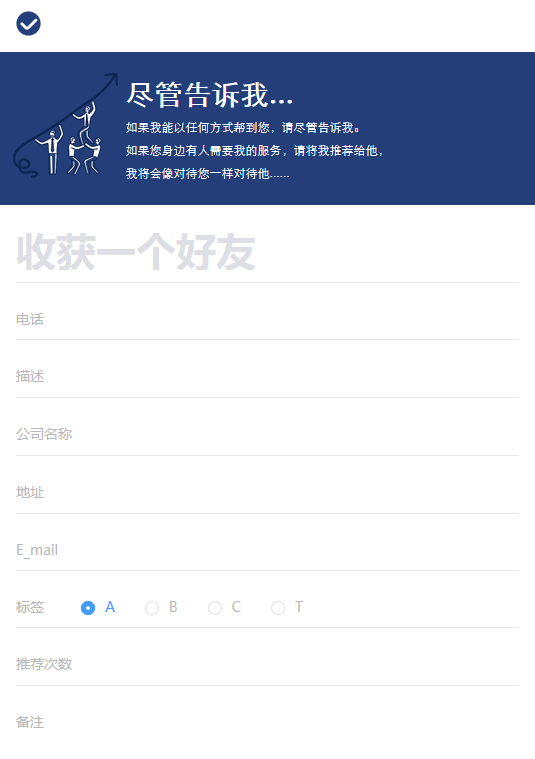 尽管告诉我...
如果我能以任何方式帮到您，请尽管告诉我。
如果您身边有人需要我的服务，请将我推荐给他，
我将会像对待您一样对待他......
收获一个好友
电话
描述
公司名称
地址
E_mail
标签 A B C T
推荐次数
备注